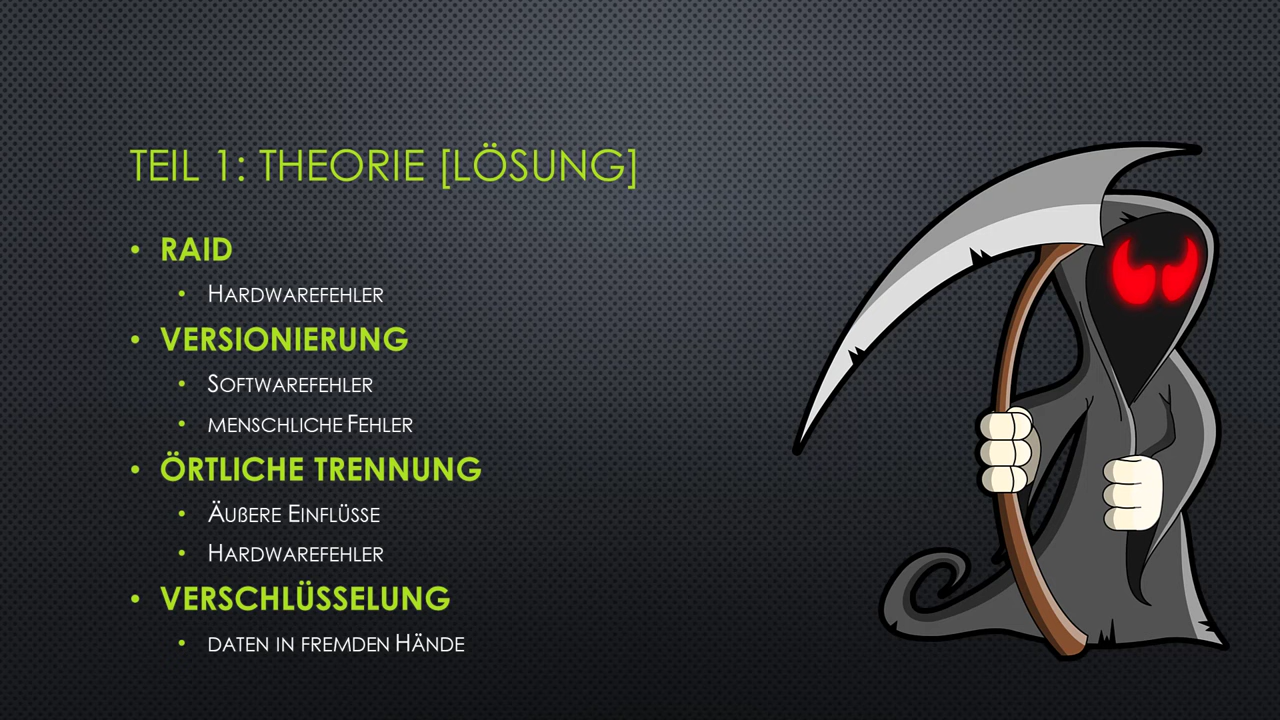 TEIL 1: THEORIE [LÖSUNG]
• RAID
• HARDWAREFEHLER
• VERSIONIERUNG
• SOFTWAREFEHLER
• MENSCHLICHE FEHLER
• ÖRTLICHE TRENNUNG
• ÄUßERE EINFLÜSSE
• HARDWAREFEHLER
• VERSCHLÜSSELUNG
• DATEN IN FREMDEN HÄNDE